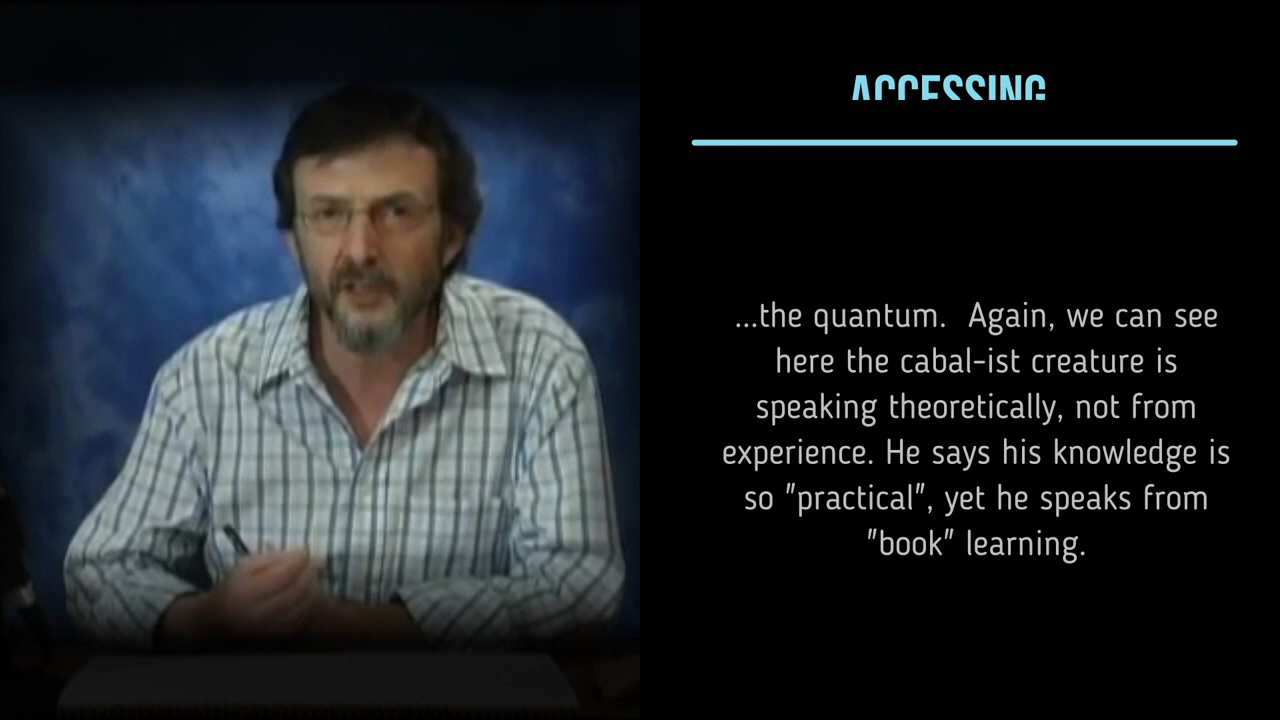 ACCESSING
...the quantum.  Again, we can see
here the cabal-ist creature is
speaking theoretically, not from
experience. He says his knowledge is
so "practical", yet he speaks from
"book" learning.